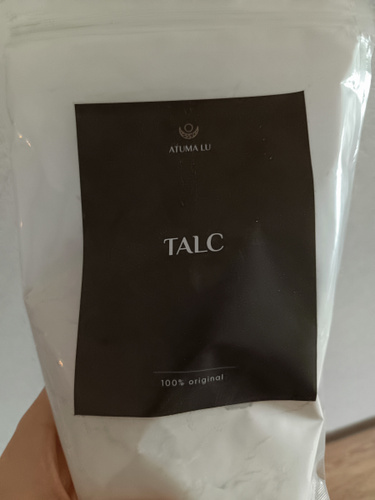 ATUMA LU
TALC
100% original